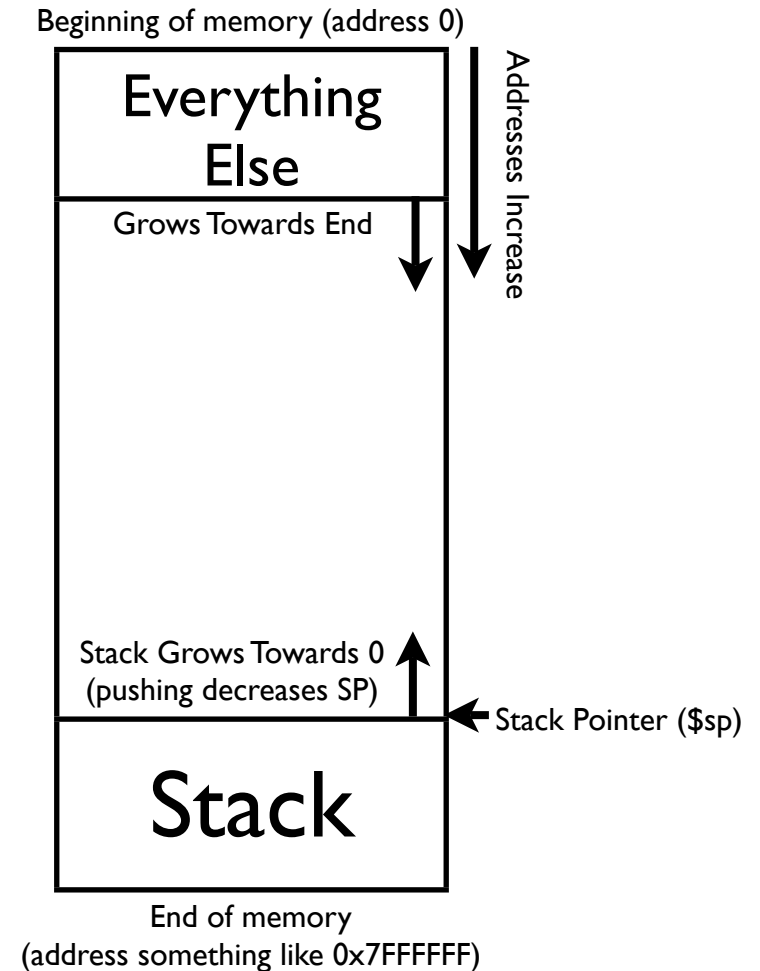 Beginning of memory (address 0)
Everything
Else
Addresses Increase
Grows Towards End
Stack Grows Towards 0
(pushing decreases SP)
Stack Pointer ($sp)
Stack
End of memory
(address something like 0x7FFFFFFF)